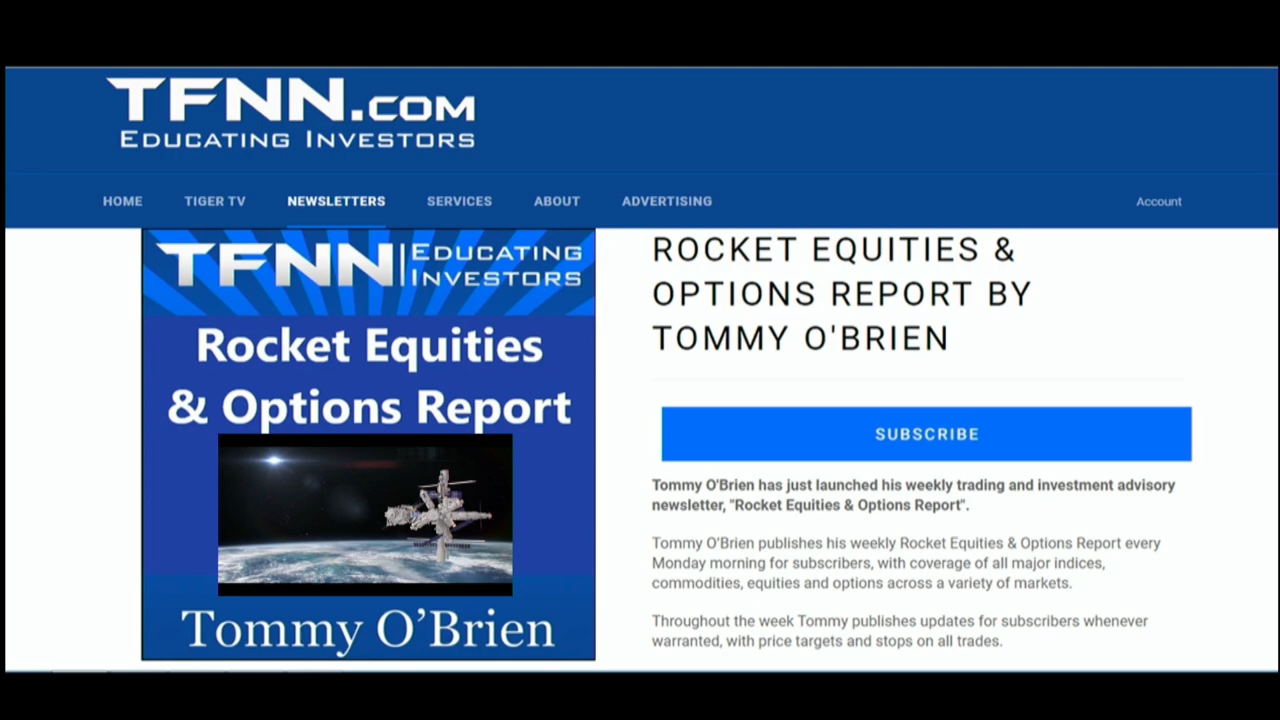 TFNN.COM
EDUCATING INVESTORS
HOME TIGER TV NEWSLETTERS SERVICES ABOUT ADVERTISING Account
TFNN EDUCATING
INVESTORS
Rocket Equities
& Options Report
Tommy O’Brien
ROCKET EQUITIES &
OPTIONS REPORT BY
TOMMY O'BRIEN
SUBSCRIBE
Tommy O'Brien has just launched his weekly trading and investment advisory
newsletter, "Rocket Equities & Options Report".
Tommy O'Brien publishes his weekly Rocket Equities & Options Report every
Monday morning for subscribers, with coverage of all major indices,
commodities, equities and options across a variety of markets.
Throughout the week Tommy publishes updates for subscribers whenever
warranted, with price targets and stops on all trades.